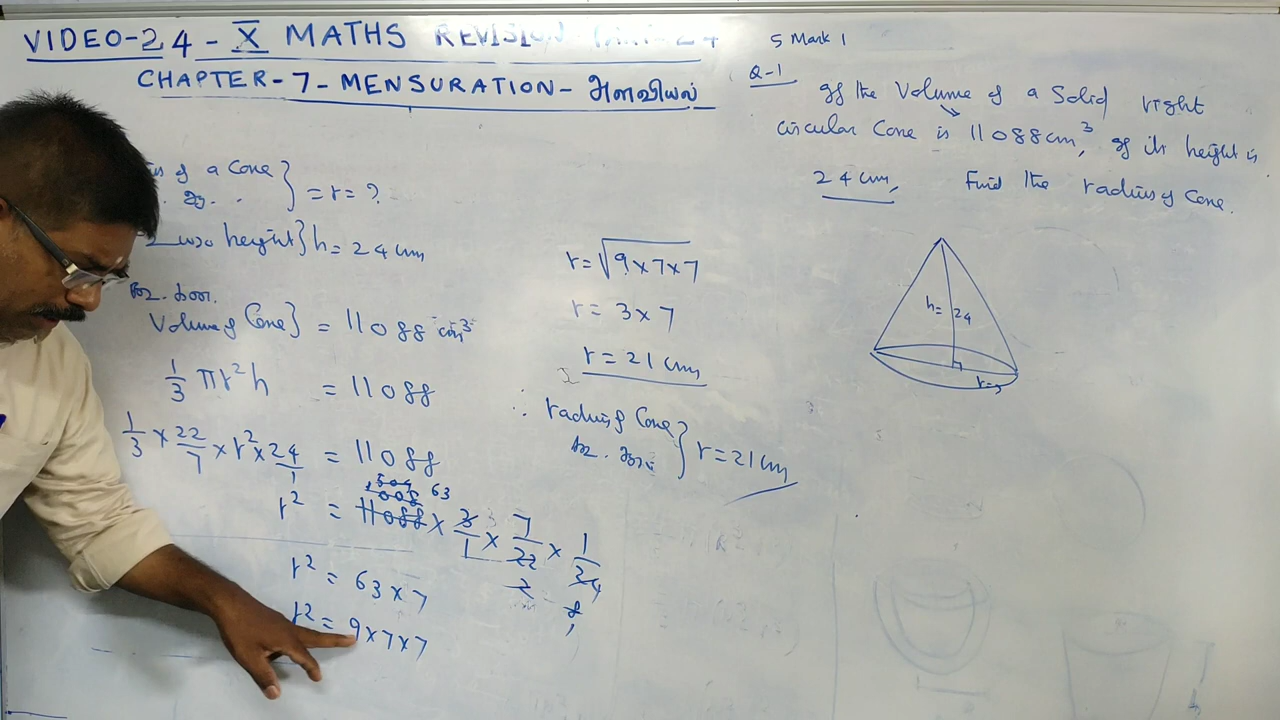 VIDEO-24-X MATHS REVISION
CHAPTER-7-MENSURATION-அளவியல்
5 Mark
Q-1
If the Volume of a Solid right
circular Cone is 11088cm³, if its height is
24 cm, Find the radius of Cone.
of a Cone } = r = ?
height } h = 24 cm
Volume of Cone } = 11088 cm³
1/3 πr²h = 11088
1/3 × 22/7 × r² × 24/1 = 11088
504
1008 63
r² = 11088 × 3/1 × 7/22 × 1/24
2 8
r² = 63 × 7
r² = 9×7×7
r = √9×7×7
r = 3×7
r = 21 cm
∴ radius of Cone } r = 21 cm
h = 24
r = ?